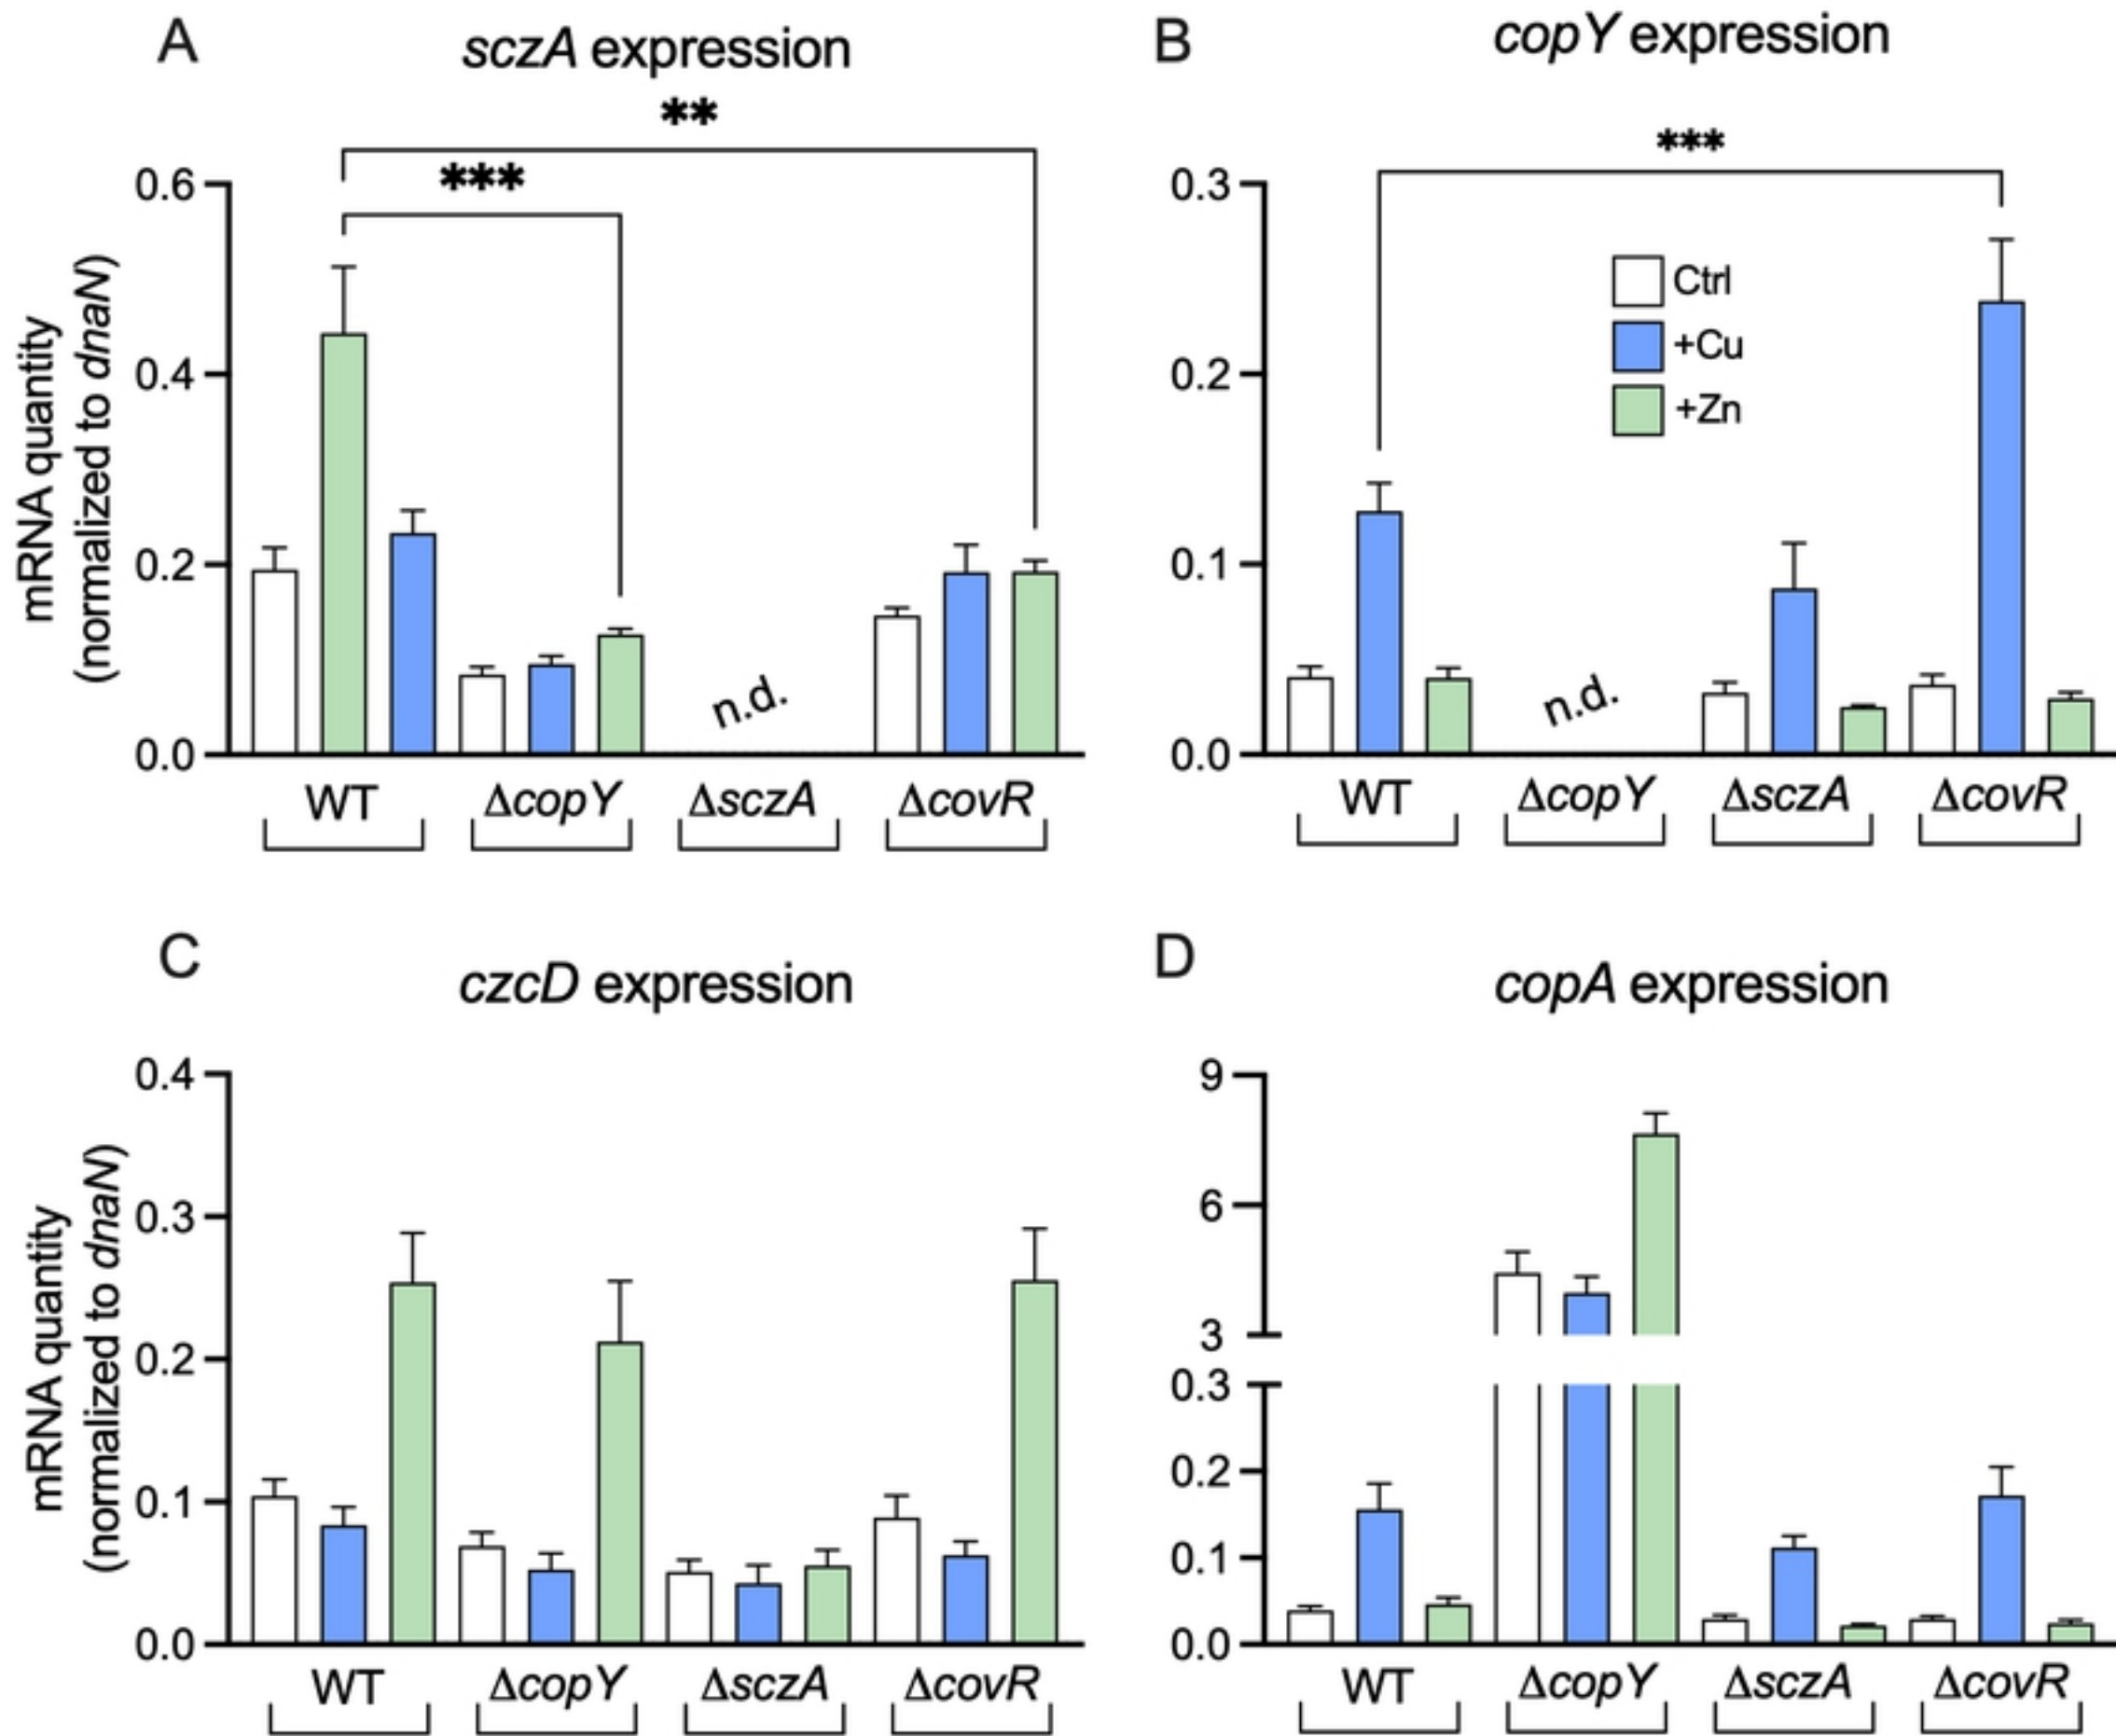 A
sczA expression
**
***
0.6
0.4
0.2
0.0
mRNA quantity
(normalized to dnaN)
n.d.
WT
ΔcopY
ΔsczA
ΔcovR
B
copY expression
***
0.3
0.2
0.1
0.0
Ctrl
+Cu
+Zn
n.d.
WT
ΔcopY
ΔsczA
ΔcovR
C
czcD expression
0.4
0.3
0.2
0.1
0.0
mRNA quantity
(normalized to dnaN)
WT
ΔcopY
ΔsczA
ΔcovR
D
copA expression
9
6
3
0.3
0.2
0.1
0.0
WT
ΔcopY
ΔsczA
ΔcovR